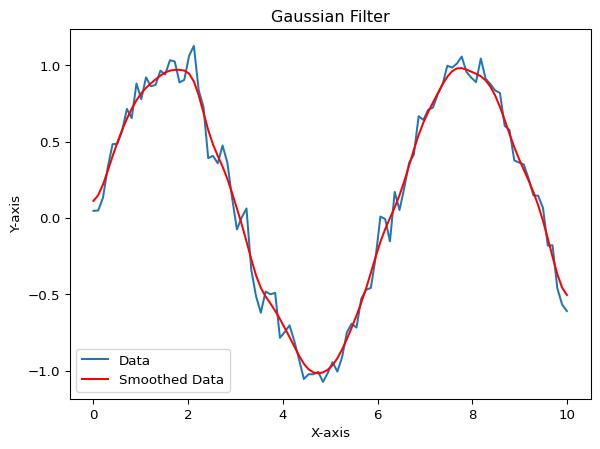 Gaussian Filter
Y-axis
1.0
0.5
0.0
−0.5
−1.0
Data
Smoothed Data
0 2 4 6 8 10
X-axis